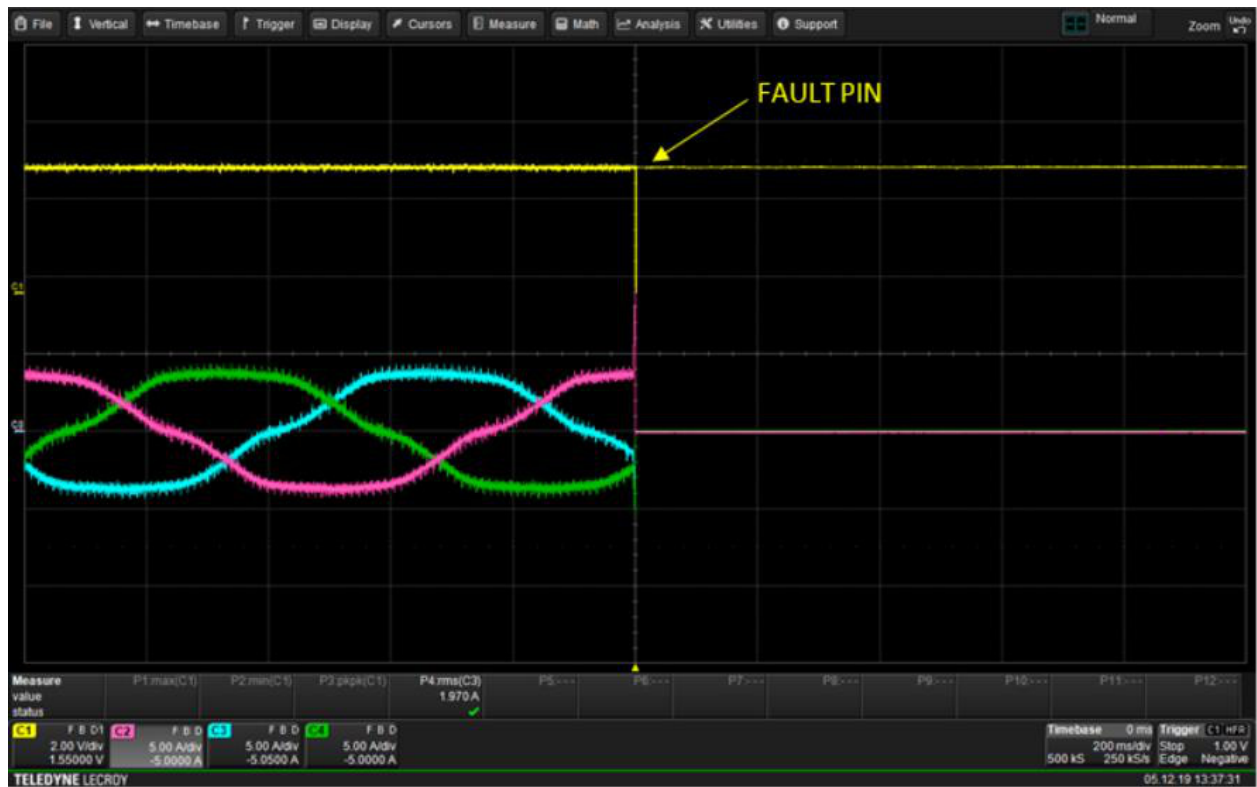 File Vertical Timebase Trigger Display Cursors Measure Math Analysis Utilities Support Normal Zoom Undo
FAULT PIN
C1
Measure P1:max(C1) P2:min(C1) P3:pkpk(C1) P4:rms(C3) P5:--- P6:--- P7:--- P8:--- P9:--- P10:--- P11:--- P12:---
value 1.970 A
status
C1 F B D1 C2 F B D C3 F B D C4 F B D Timebase 0 ms Trigger C1 HFR
2.00 V/div 5.00 A/div 5.00 A/div 5.00 A/div 200 ms/div Stop 1.00 V
1.55000 V -5.0000 A -5.0500 A -5.0000 A 500 kS 250 kS/s Edge Negative
TELEDYNE LECROY 05.12.19 13:37:31